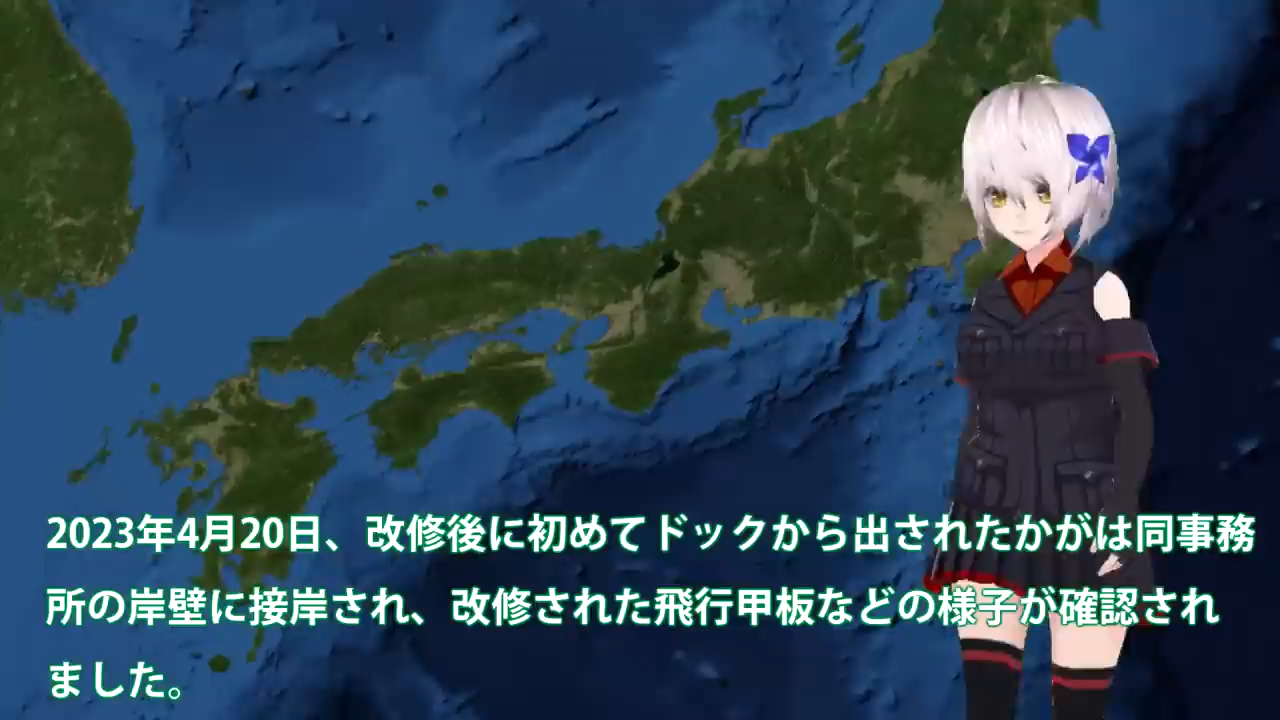 2023年4月20日、改修後に初めてドックから出されたかがは同事務
所の岸壁に接岸され、改修された飛行甲板などの様子が確認され
ました。